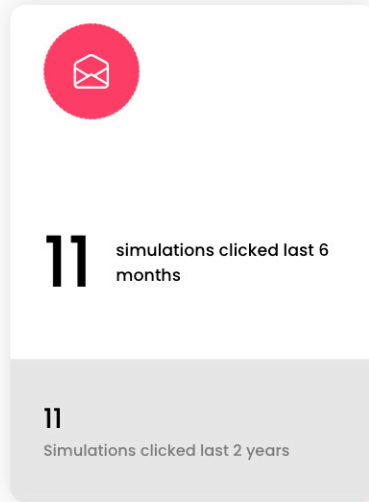 11
simulations clicked last 6
months
11
Simulations clicked last 2 years